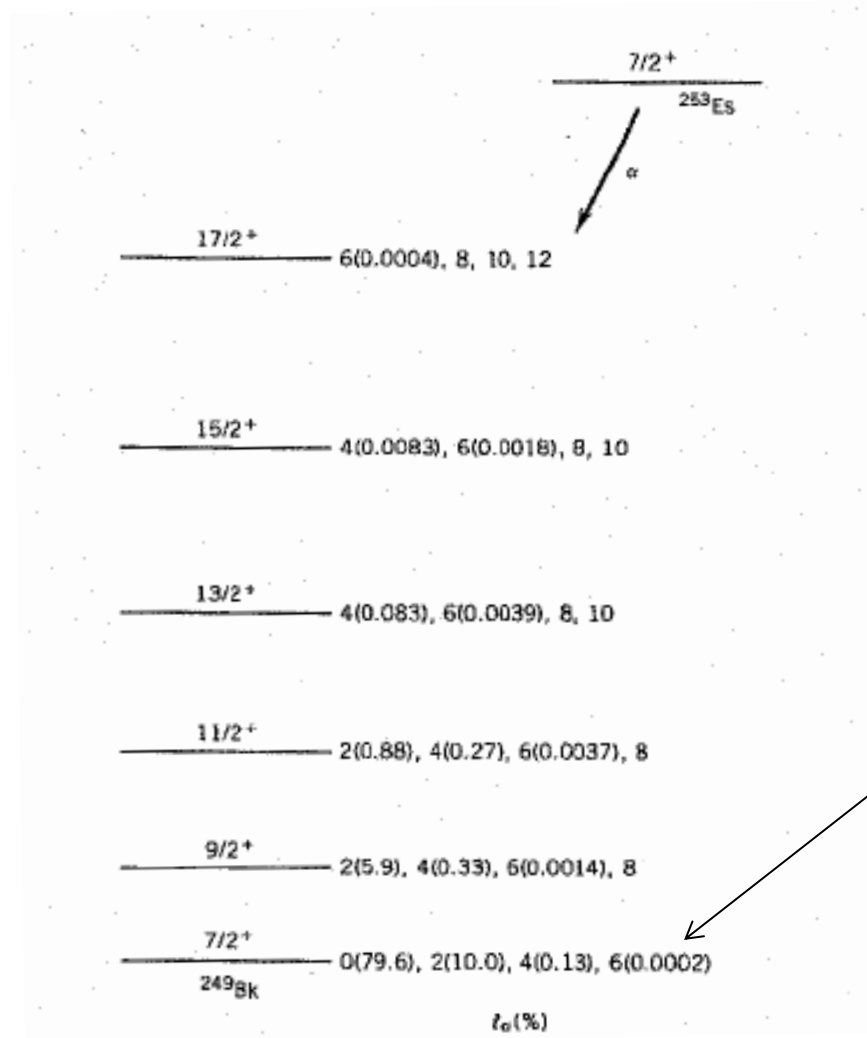 7/2+
253Es
α
17/2+
6(0.0004), 8, 10, 12
15/2+
4(0.0083), 6(0.0018), 8, 10
13/2+
4(0.083), 6(0.0039), 8, 10
11/2+
2(0.88), 4(0.27), 6(0.0037), 8
9/2+
2(5.9), 4(0.33), 6(0.0014), 8
7/2+
0(79.6), 2(10.0), 4(0.13), 6(0.0002)
249Bk
ℓα(%)